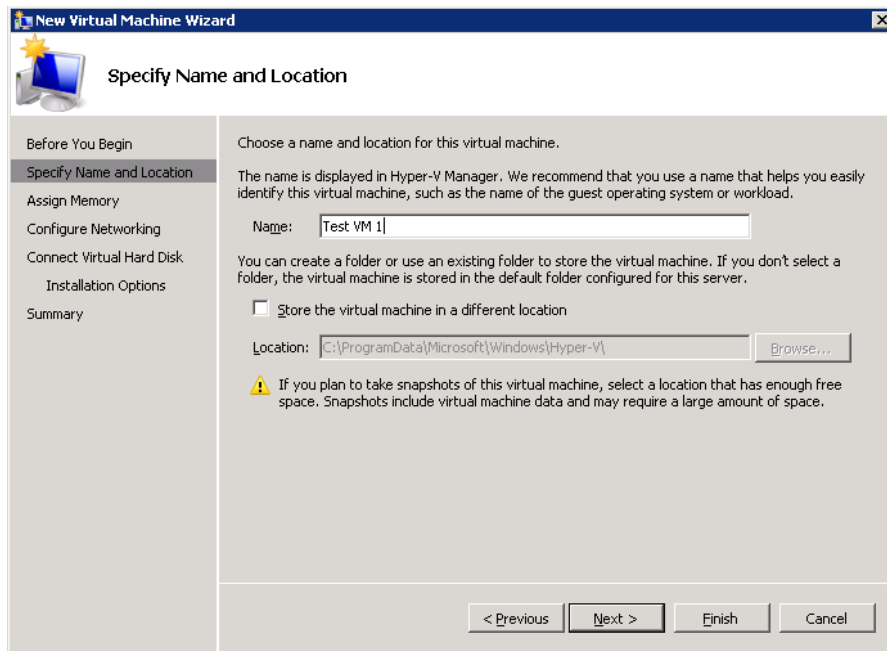 New Virtual Machine Wizard
Specify Name and Location
Before You Begin
Specify Name and Location
Assign Memory
Configure Networking
Connect Virtual Hard Disk
Installation Options
Summary
Choose a name and location for this virtual machine.
The name is displayed in Hyper-V Manager. We recommend that you use a name that helps you easily
identify this virtual machine, such as the name of the guest operating system or workload.
Name: Test VM 1
You can create a folder or use an existing folder to store the virtual machine. If you don't select a
folder, the virtual machine is stored in the default folder configured for this server.
Store the virtual machine in a different location
Location: C:\ProgramData\Microsoft\Windows\Hyper-V\ Browse...
If you plan to take snapshots of this virtual machine, select a location that has enough free
space. Snapshots include virtual machine data and may require a large amount of space.
< Previous Next > Finish Cancel